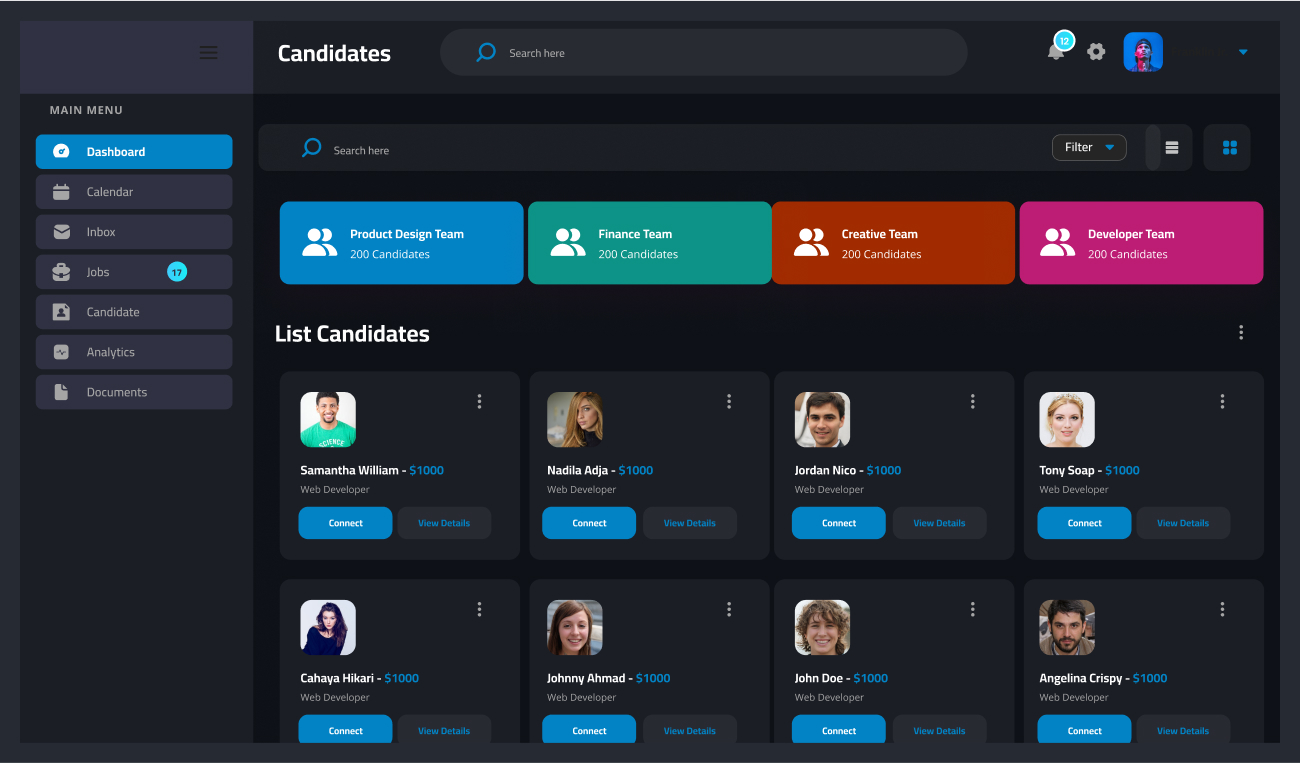 Candidates
Search here
12
MAIN MENU
Dashboard
Calendar
Inbox
Jobs 17
Candidate
Analytics
Documents
Search here
Filter
Product Design Team
200 Candidates
Finance Team
200 Candidates
Creative Team
200 Candidates
Developer Team
200 Candidates
List Candidates
SCIENCE
Samantha William - $1000
Web Developer
Connect View Details
Nadila Adja - $1000
Web Developer
Connect View Details
Jordan Nico - $1000
Web Developer
Connect View Details
Tony Soap - $1000
Web Developer
Connect View Details
Cahaya Hikari - $1000
Web Developer
Connect View Details
Johnny Ahmad - $1000
Web Developer
Connect View Details
John Doe - $1000
Web Developer
Connect View Details
Angelina Crispy - $1000
Web Developer
Connect View Details